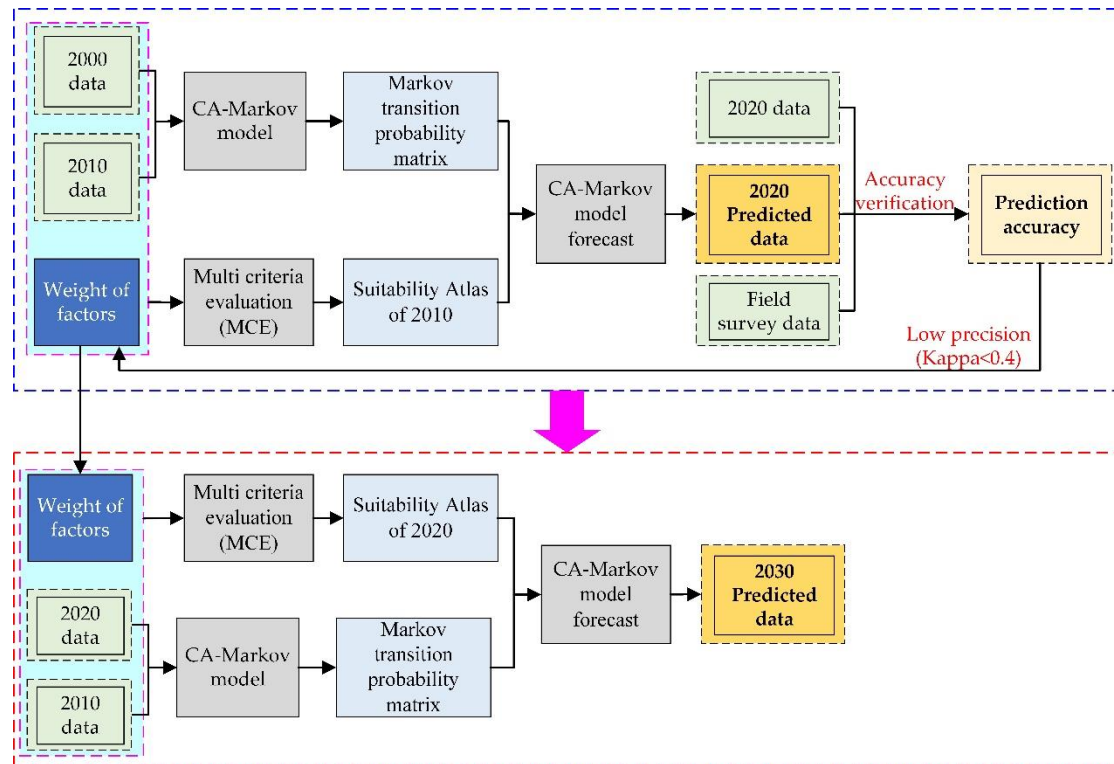 2000
data
2010
data
Weight of
factors
CA-Markov
model
Multi criteria
evaluation
(MCE)
Markov
transition
probability
matrix
Suitability Atlas
of 2010
CA-Markov
model
forecast
2020 data
2020
Predicted
data
Field
survey data
Accuracy
verification
Prediction
accuracy
Low precision
(Kappa<0.4)
Weight of
factors
2020
data
2010
data
Multi criteria
evaluation
(MCE)
CA-Markov
model
Suitability Atlas
of 2020
Markov
transition
probability
matrix
CA-Markov
model
forecast
2030
Predicted
data